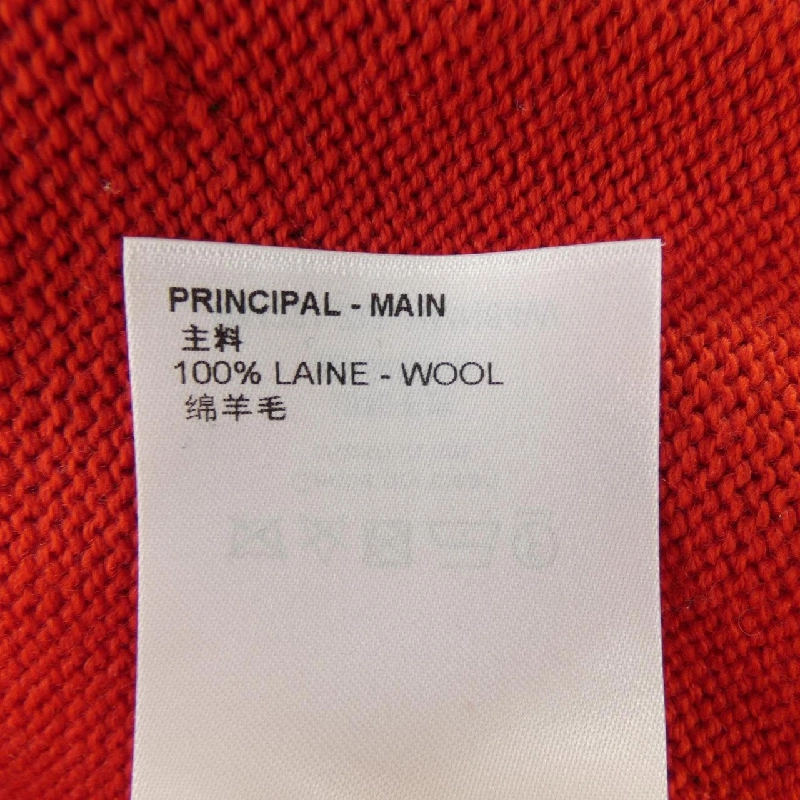 PRINCIPAL - MAIN
主料
100% LAINE - WOOL
绵羊毛